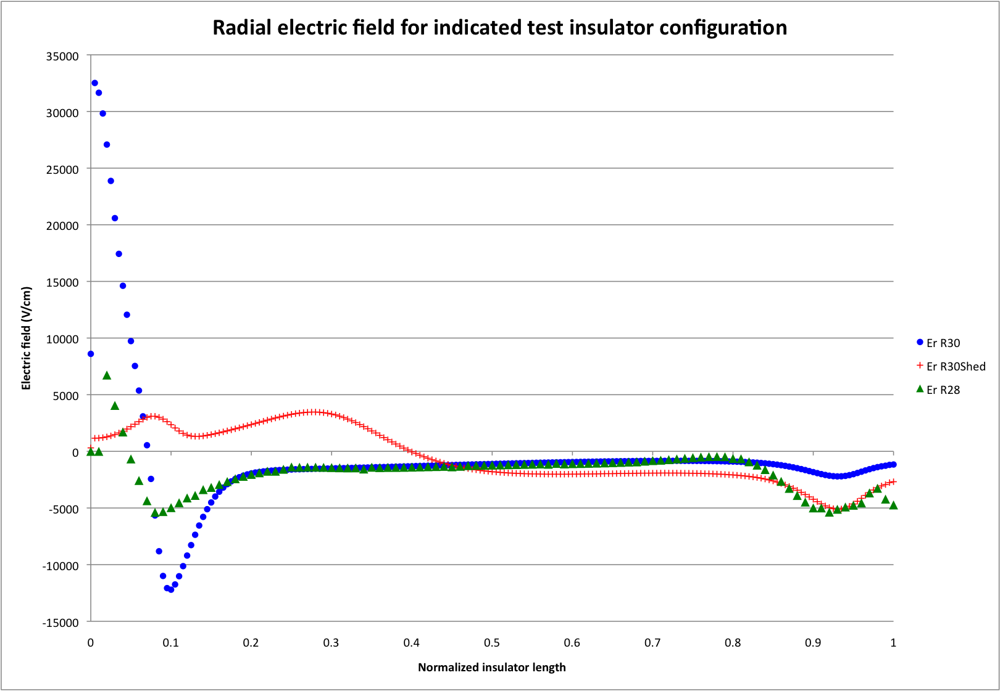 Radial electric field for indicated test insulator configuration
35000
30000
25000
20000
15000
10000
5000
0
-5000
-10000
-15000
Electric field (V/cm)
0 0.1 0.2 0.3 0.4 0.5 0.6 0.7 0.8 0.9 1
Normalized insulator length
Er R30
Er R30Shed
Er R28